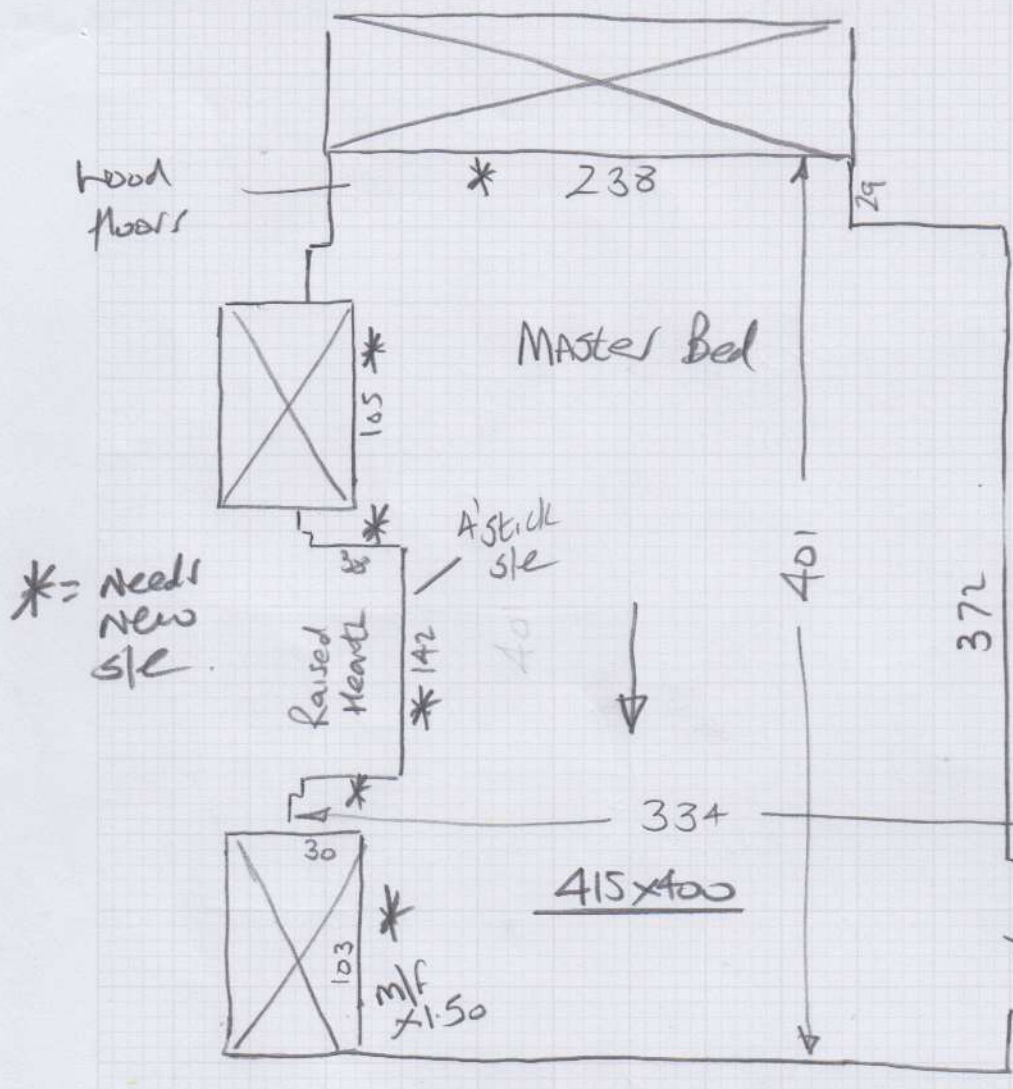 238
29
Wood
floors
Master Bed
105
A'stick
s/e
401
* = Needs
New
s/e.
Raised
Hearth
142
401
372
334
30
415x400
103
m/f
x1.50